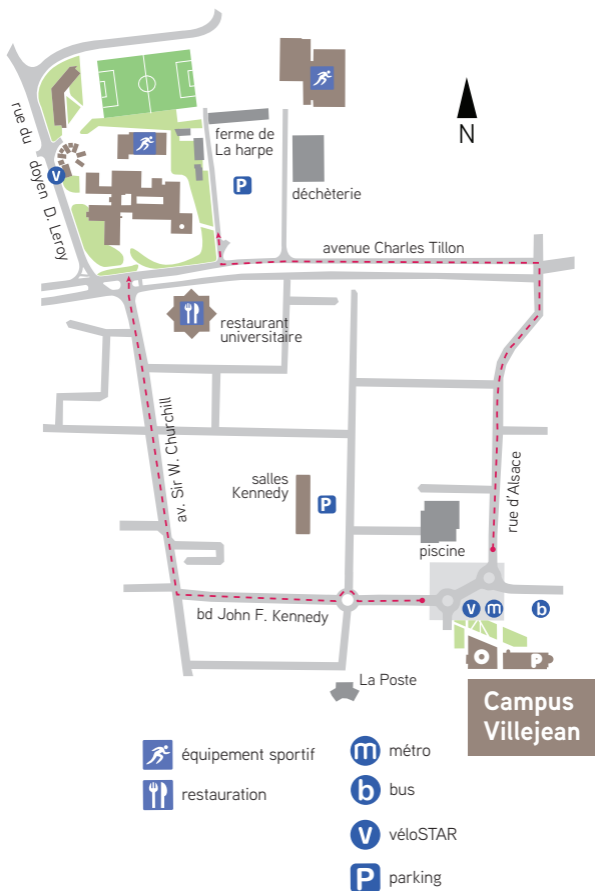 ferme de
La harpe
P
déchèterie
N
rue du
doyen D. Leroy
V
avenue Charles Tillon
restaurant
universitaire
av. Sir W. Churchill
salles
Kennedy
P
rue d'Alsace
piscine
bd John F. Kennedy
V
m
b
P
La Poste
Campus
Villejean
équipement sportif
restauration
m métro
b bus
V véloSTAR
P parking